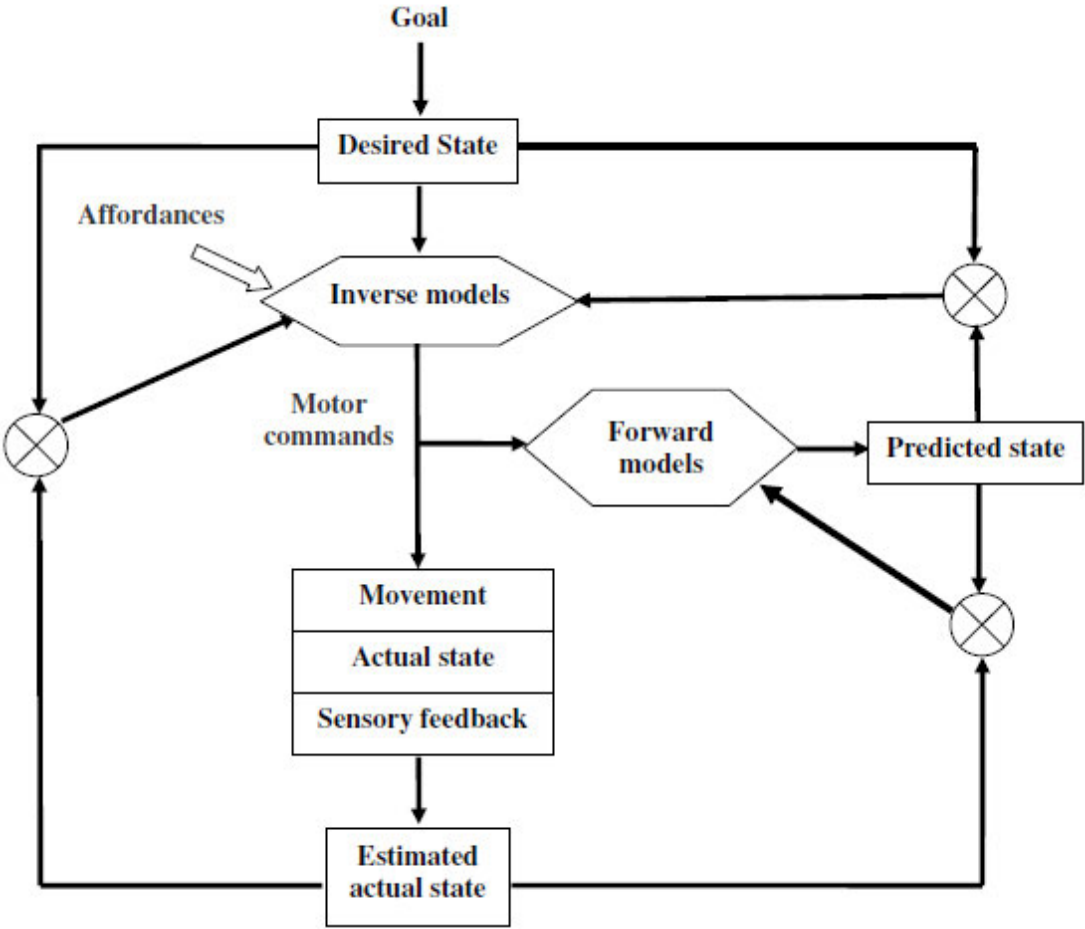 Goal
Desired State
Affordances
Inverse models
Motor
commands
Forward
models
Predicted state
Movement
Actual state
Sensory feedback
Estimated
actual state